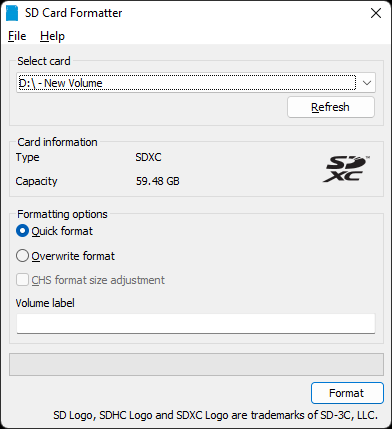 SD Card Formatter
File Help
Select card
D:\ - New Volume
Refresh
Card information
Type SDXC
Capacity 59.48 GB
SD XC
Formatting options
Quick format
Overwrite format
CHS format size adjustment
Volume label
Format
SD Logo, SDHC Logo and SDXC Logo are trademarks of SD-3C, LLC.